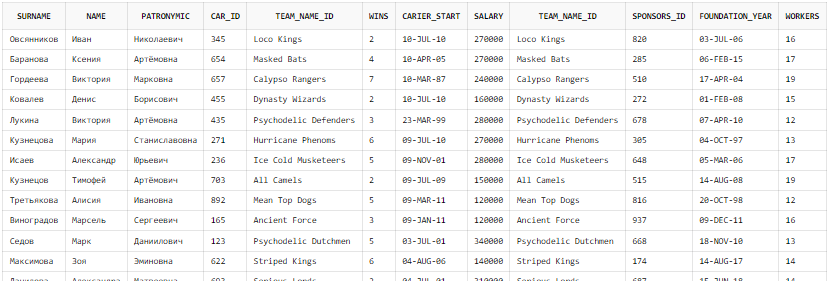 SURNAME NAME PATRONYMIC CAR_ID TEAM_NAME_ID WINS CARIER_START SALARY TEAM_NAME_ID SPONSORS_ID FOUNDATION_YEAR WORKERS
Овсянников Иван Николаевич 345 Loco Kings 2 10-JUL-10 270000 Loco Kings 820 03-JUL-06 16
Баранова Ксения Артёмовна 654 Masked Bats 4 10-APR-05 270000 Masked Bats 285 06-FEB-15 17
Гордеева Виктория Марковна 657 Calypso Rangers 7 10-MAR-87 240000 Calypso Rangers 510 17-APR-04 19
Ковалев Денис Борисович 455 Dynasty Wizards 2 10-JUL-10 160000 Dynasty Wizards 272 01-FEB-08 15
Лукина Виктория Артёмовна 435 Psychodelic Defenders 3 23-MAR-99 280000 Psychodelic Defenders 678 07-APR-10 12
Кузнецова Мария Станиславовна 271 Hurricane Phenoms 6 09-JUL-10 270000 Hurricane Phenoms 305 04-OCT-97 13
Исаев Александр Юрьевич 236 Ice Cold Musketeers 5 09-NOV-01 280000 Ice Cold Musketeers 648 05-MAR-06 17
Кузнецов Тимофей Артёмович 703 All Camels 2 09-JUL-09 150000 All Camels 515 14-AUG-08 19
Третьякова Алисия Ивановна 892 Mean Top Dogs 5 09-MAR-11 120000 Mean Top Dogs 816 20-OCT-98 12
Виноградов Марсель Сергеевич 165 Ancient Force 3 09-JAN-11 120000 Ancient Force 937 09-DEC-11 16
Седов Марк Даниилович 123 Psychodelic Dutchmen 5 03-JUL-01 340000 Psychodelic Dutchmen 668 18-NOV-10 13
Максимова Зоя Эминовна 622 Striped Kings 6 04-AUG-06 140000 Striped Kings 174 14-AUG-17 14